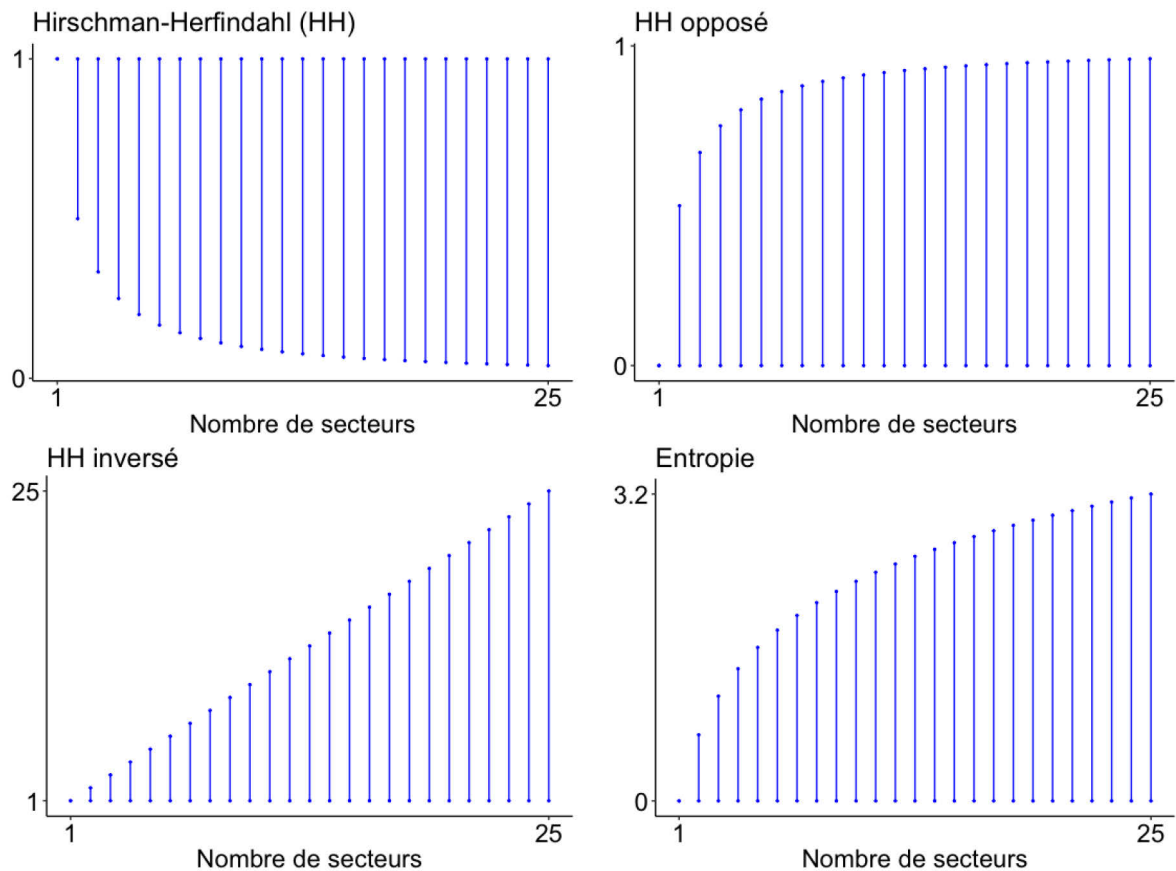 Hirschman-Herfindahl (HH)
1
0
1
25
Nombre de secteurs
HH opposé
1
0
1
25
Nombre de secteurs
HH inversé
25
1
1
25
Nombre de secteurs
Entropie
3.2
0
1
25
Nombre de secteurs